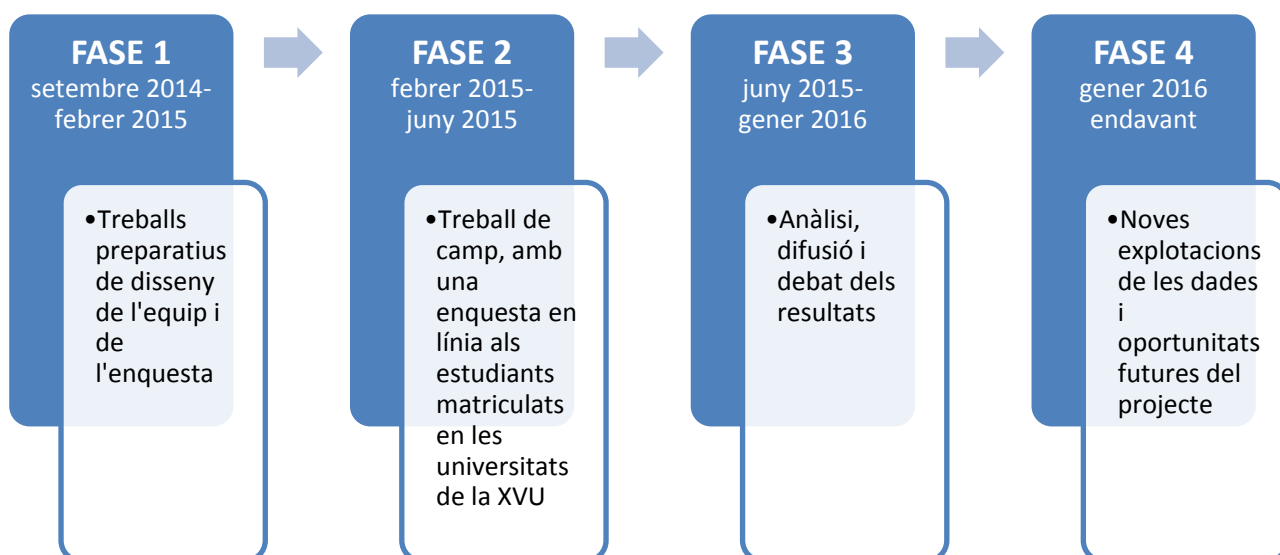 FASE 1
setembre 2014-
febrer 2015
•Treballs
preparatius
de disseny
de l'equip i
de
l'enquesta
FASE 2
febrer 2015-
juny 2015
•Treball de
camp, amb
una
enquesta en
línia als
estudiants
matriculats
en les
universitats
de la XVU
FASE 3
juny 2015-
gener 2016
•Anàlisi,
difusió i
debat dels
resultats
FASE 4
gener 2016
endavant
•Noves
explotacions
de les dades
i
oportunitats
futures del
projecte